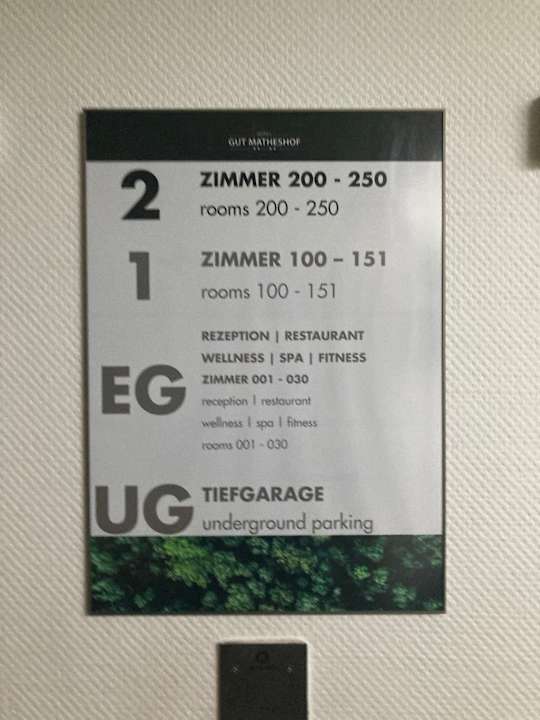 GUT MATHESHOF
2 ZIMMER 200 - 250
rooms 200 - 250
1 ZIMMER 100 – 151
rooms 100 - 151
EG REZEPTION | RESTAURANT
WELLNESS | SPA | FITNESS
ZIMMER 001 - 030
reception | restaurant
wellness | spa | fitness
rooms 001 - 030
UG TIEFGARAGE
underground parking